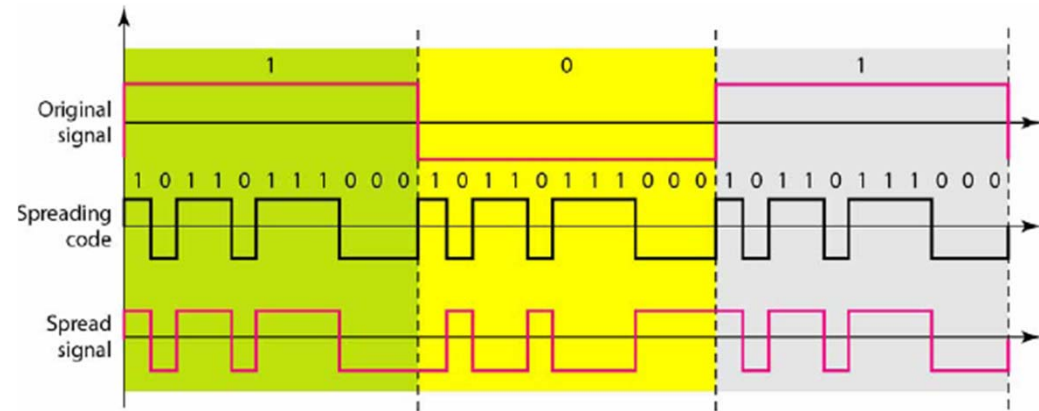 1 0 1
Original
signal
1 0 1 1 0 1 1 1 0 0 0 1 0 1 1 0 1 1 1 0 0 0 1 0 1 1 0 1 1 1 0 0 0
Spreading
code
Spread
signal